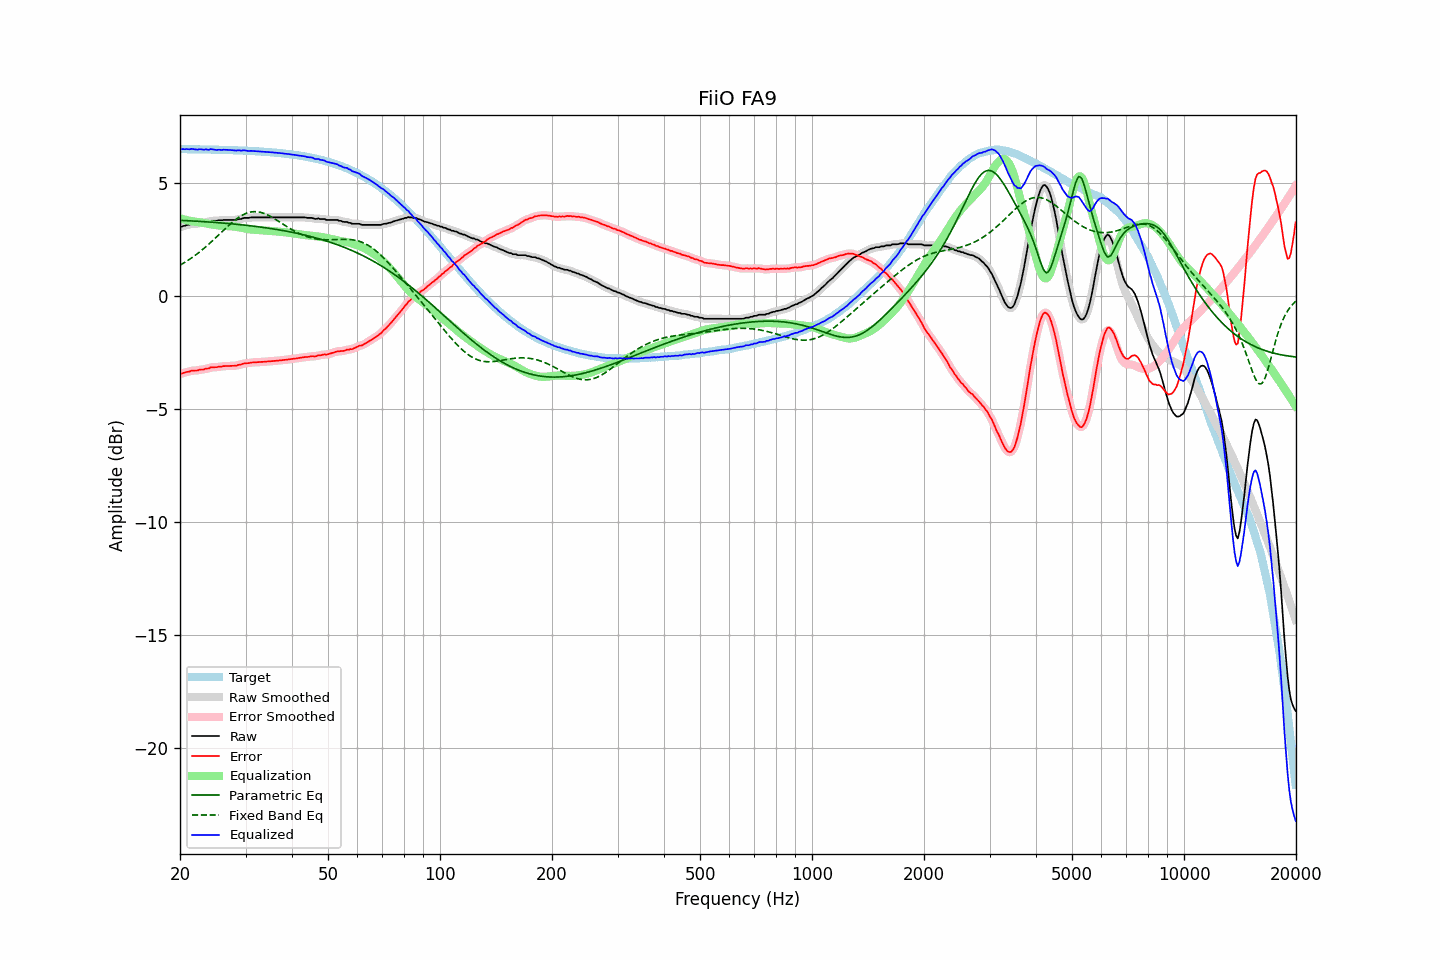 FiiO FA9
Amplitude (dBr)
5
0
−5
−10
−15
−20
Target
Raw Smoothed
Error Smoothed
Raw
Error
Equalization
Parametric Eq
Fixed Band Eq
Equalized
20 50 100 200 500 1000 2000 5000 10000 20000
Frequency (Hz)